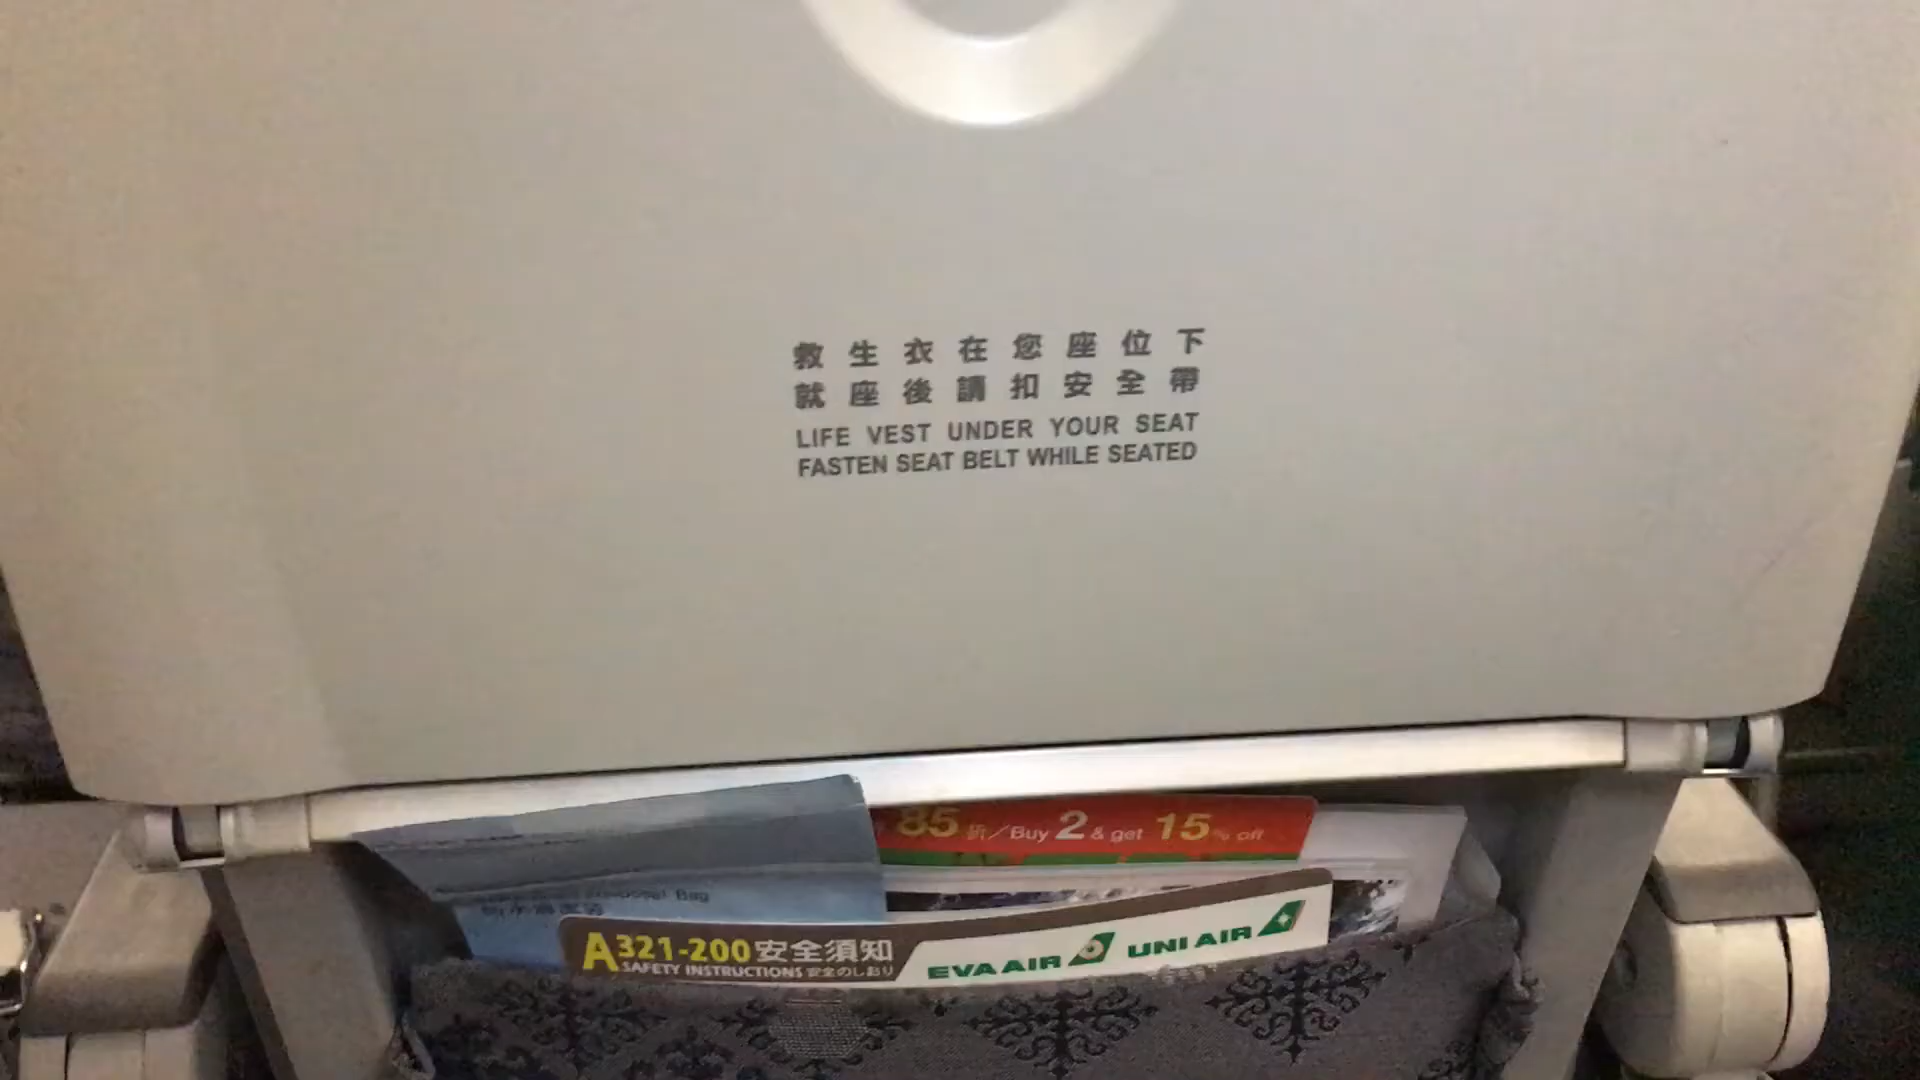 救生衣在您座位下
就座後請扣安全帶
LIFE VEST UNDER YOUR SEAT
FASTEN SEAT BELT WHILE SEATED
85折/Buy 2 & get 15% off
Bag
A321-200安全須知
SAFETY INSTRUCTIONS 安全のしおり
EVA AIR UNI AIR